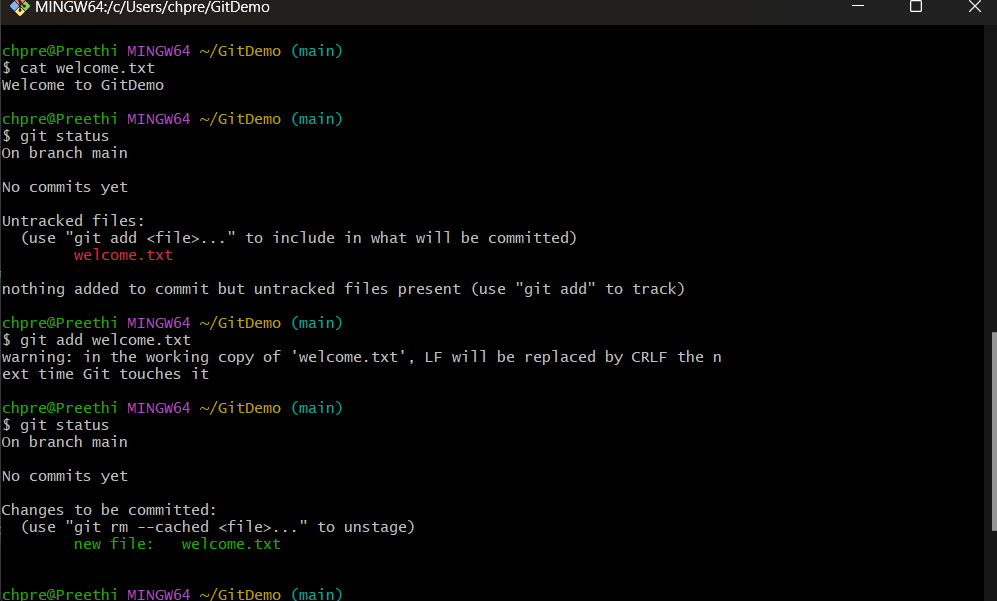 MINGW64:/c/Users/chpre/GitDemo
chpre@Preethi MINGW64 ~/GitDemo (main)
$ cat welcome.txt
Welcome to GitDemo
chpre@Preethi MINGW64 ~/GitDemo (main)
$ git status
On branch main
No commits yet
Untracked files:
  (use "git add <file>..." to include in what will be committed)
        welcome.txt
nothing added to commit but untracked files present (use "git add" to track)
chpre@Preethi MINGW64 ~/GitDemo (main)
$ git add welcome.txt
warning: in the working copy of 'welcome.txt', LF will be replaced by CRLF the n
ext time Git touches it
chpre@Preethi MINGW64 ~/GitDemo (main)
$ git status
On branch main
No commits yet
Changes to be committed:
  (use "git rm --cached <file>..." to unstage)
        new file:   welcome.txt
chpre@Preethi MINGW64 ~/GitDemo (main)